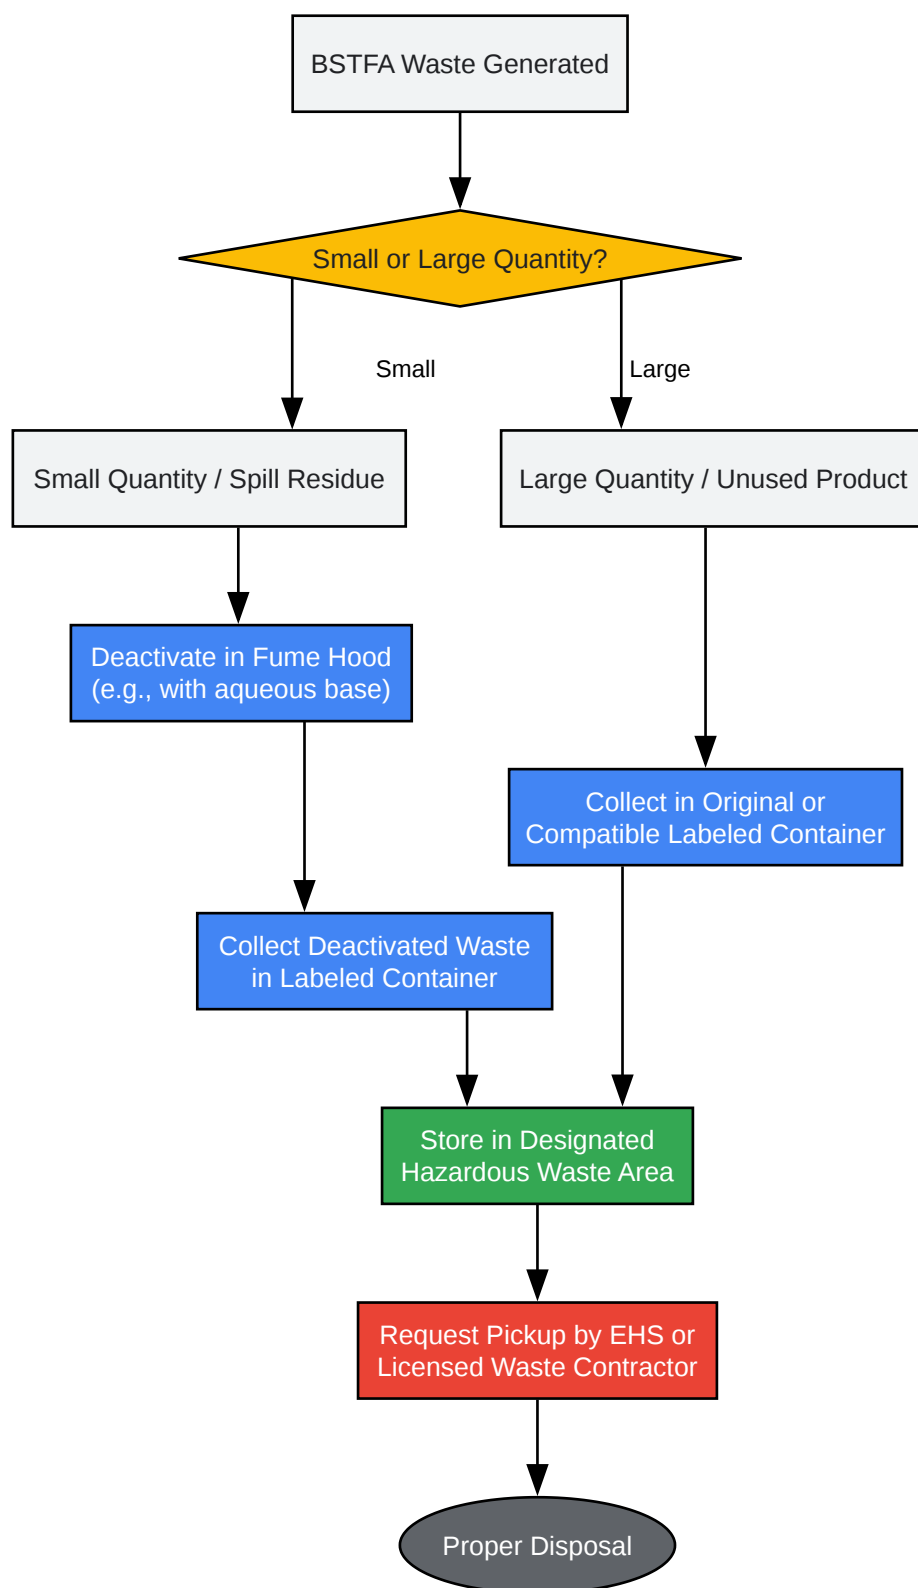 BSTFA Waste Generated
Small or Large Quantity?
Small
Large
Small Quantity / Spill Residue
Large Quantity / Unused Product
Deactivate in Fume Hood
(e.g., with aqueous base)
Collect in Original or
Compatible Labeled Container
Collect Deactivated Waste
in Labeled Container
Store in Designated
Hazardous Waste Area
Request Pickup by EHS or
Licensed Waste Contractor
Proper Disposal